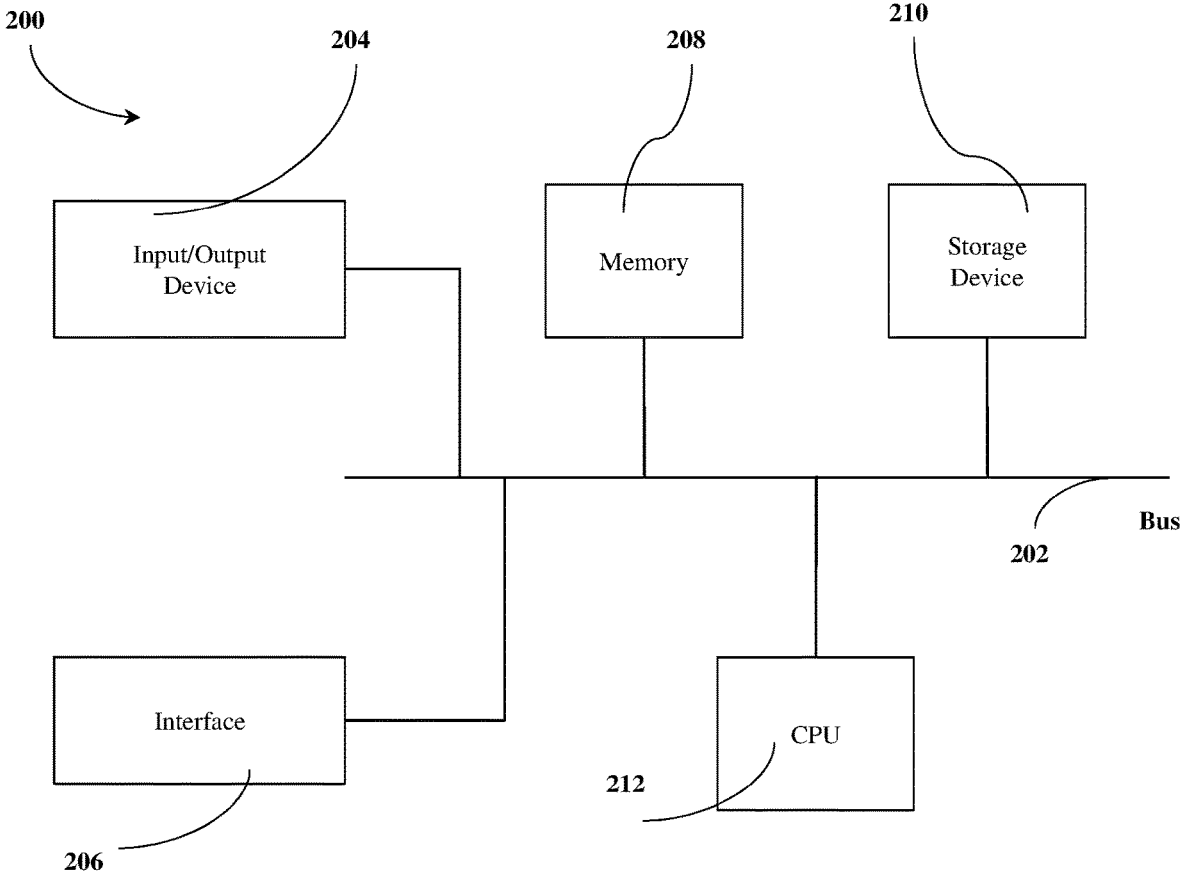 200
204
208
210
Input/Output
Device
Memory
Storage
Device
Bus
202
Interface
CPU
212
206